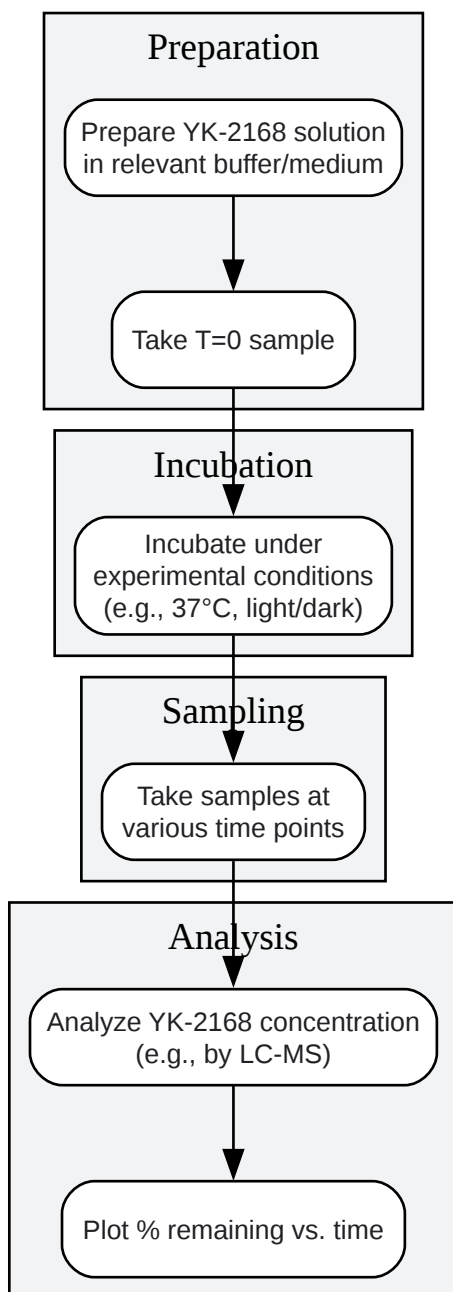 Preparation
Prepare YK-2168 solution
in relevant buffer/medium
Take T=0 sample
Incubation
Incubate under
experimental conditions
(e.g., 37°C, light/dark)
Sampling
Take samples at
various time points
Analysis
Analyze YK-2168 concentration
(e.g., by LC-MS)
Plot % remaining vs. time